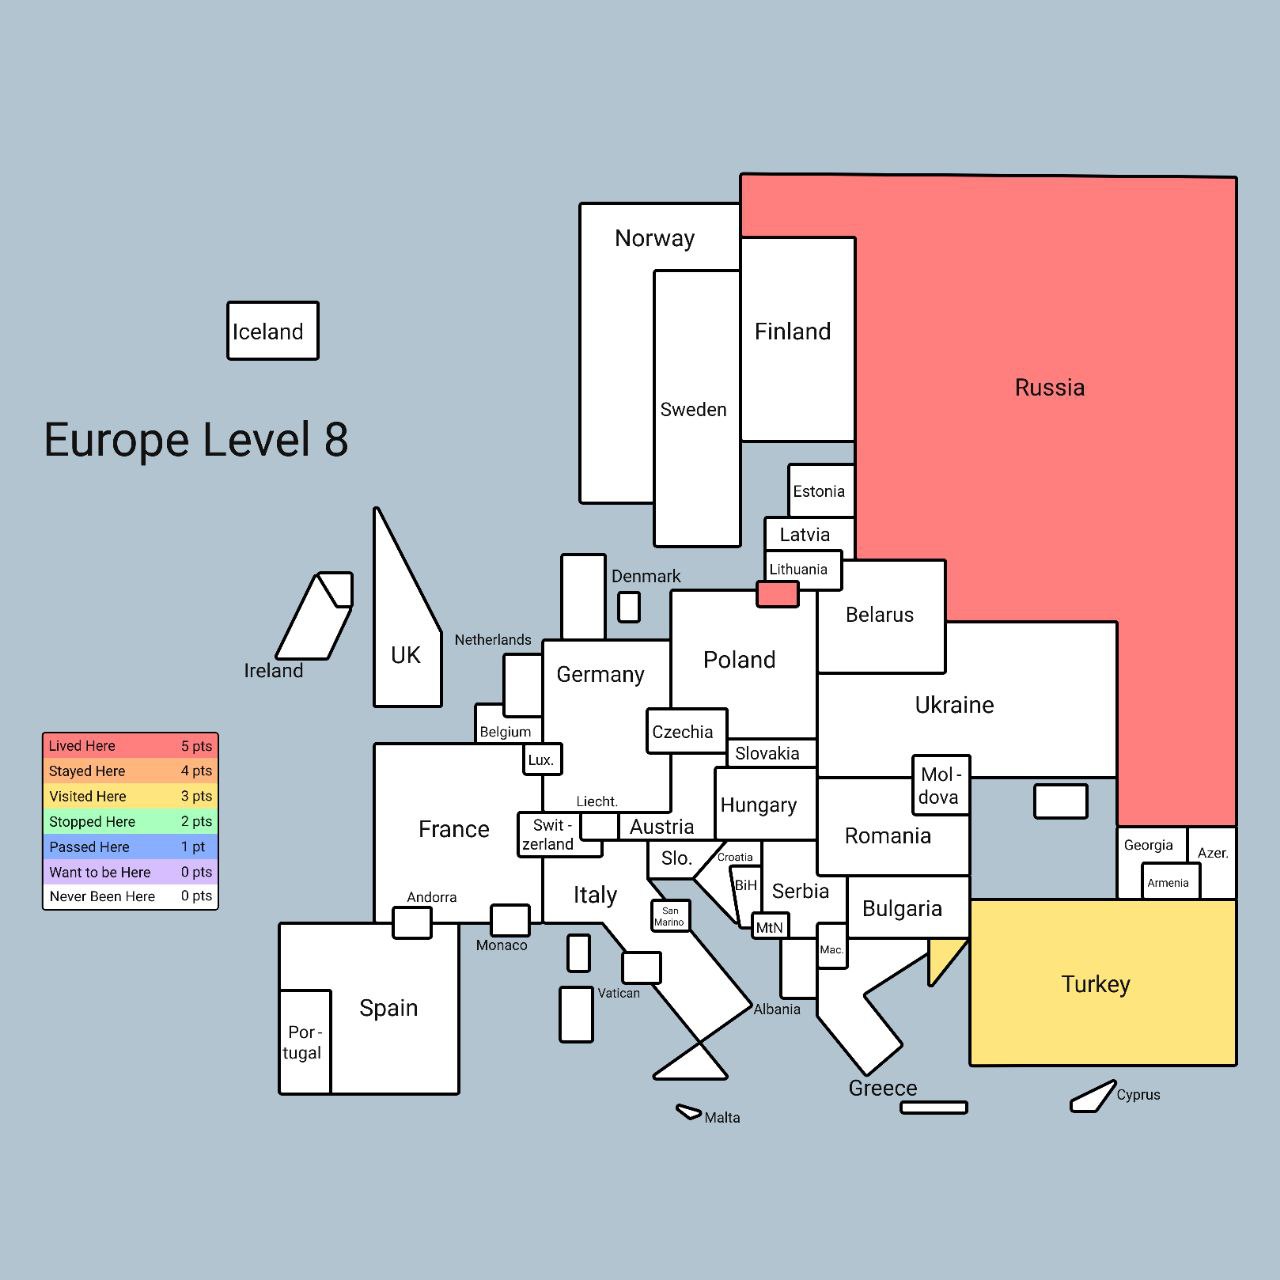 Norway
Iceland
Finland
Russia
Sweden
Europe Level 8
Estonia
Latvia
Lithuania
Denmark
Belarus
Netherlands
UK
Poland
Ireland
Germany
Ukraine
Belgium
Czechia
Lived Here 5 pts
Stayed Here 4 pts
Visited Here 3 pts
Stopped Here 2 pts
Passed Here 1 pt
Want to be Here 0 pts
Never Been Here 0 pts
Slovakia
Lux.
Mol-
dova
Liecht.
Hungary
France
Swit-
zerland
Austria
Romania
Georgia
Azer.
Slo.
Croatia
Armenia
BiH
Andorra
Italy
Serbia
Bulgaria
San
Marino
MtN
Monaco
Mac.
Turkey
Vatican
Spain
Albania
Por-
tugal
Greece
Cyprus
Malta